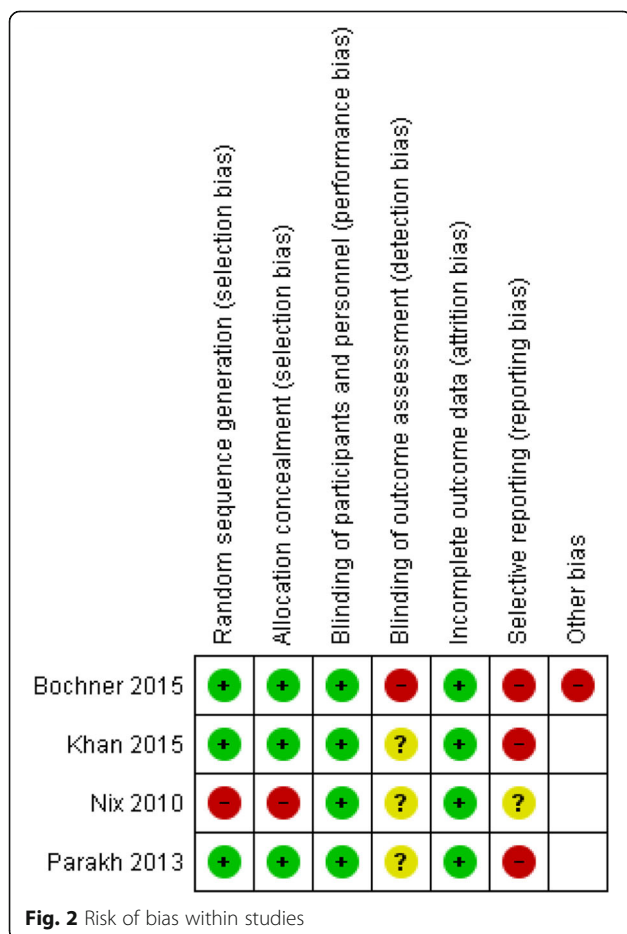 Random sequence generation (selection bias)
Allocation concealment (selection bias)
Blinding of participants and personnel (performance bias)
Blinding of outcome assessment (detection bias)
Incomplete outcome data (attrition bias)
Selective reporting (reporting bias)
Other bias
Bochner 2015 + + + - + - -
Khan 2015 + + + ? + -
Nix 2010 - - + ? + ?
Parakh 2013 + + + ? + -
Fig. 2 Risk of bias within studies